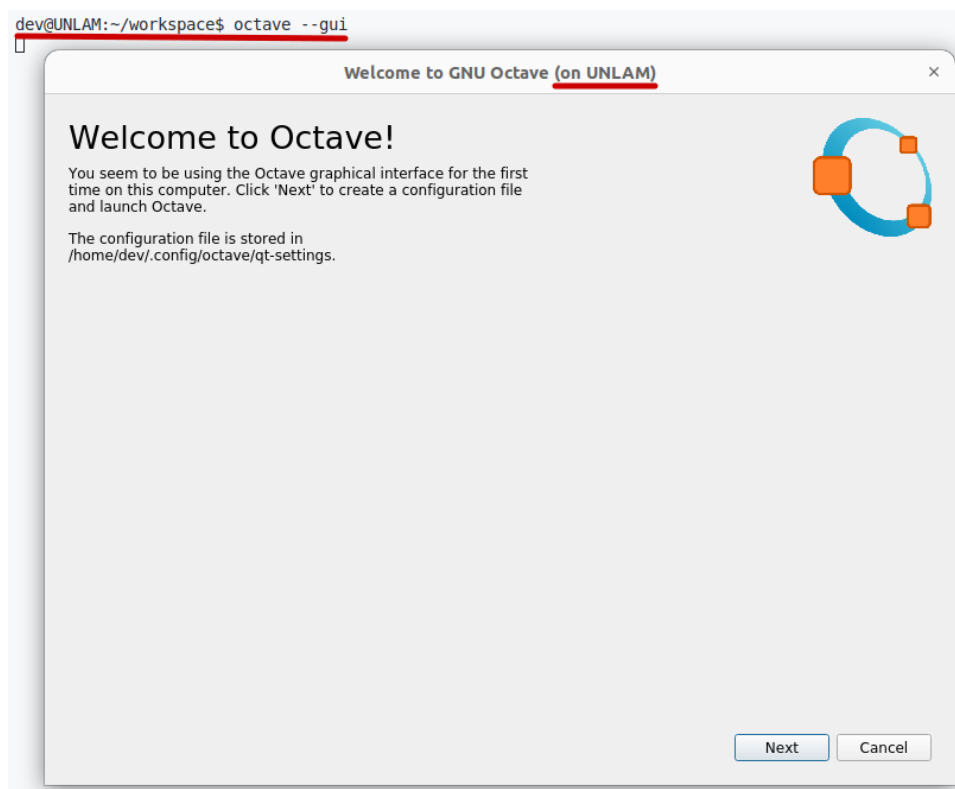 dev@UNLAM:~/workspace$ octave --gui
Welcome to GNU Octave (on UNLAM)
Welcome to Octave!
You seem to be using the Octave graphical interface for the first
time on this computer. Click 'Next' to create a configuration file
and launch Octave.
The configuration file is stored in
/home/dev/.config/octave/qt-settings.
Next Cancel